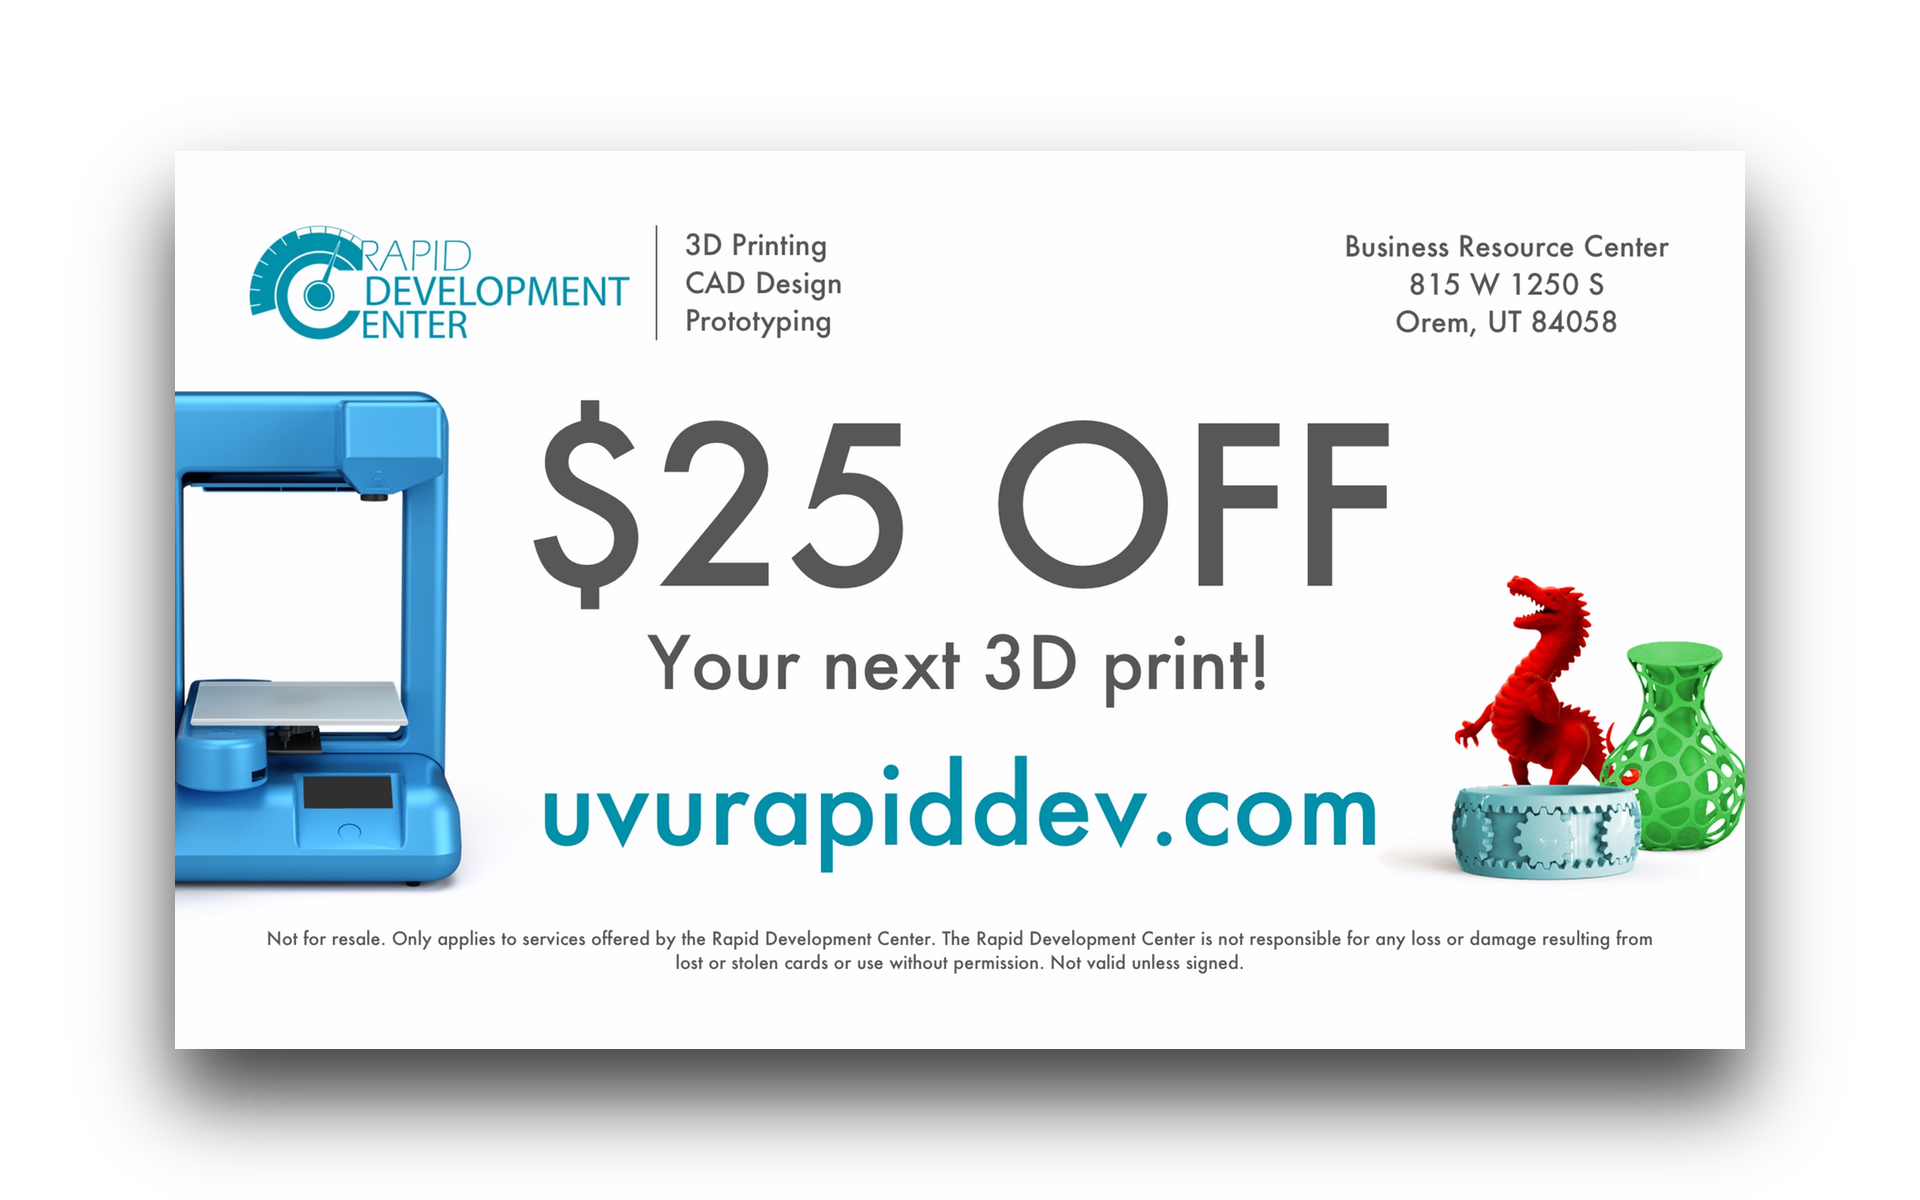 RAPID
DEVELOPMENT
CENTER
3D Printing
CAD Design
Prototyping
Business Resource Center
815 W 1250 S
Orem, UT 84058
$25 OFF
Your next 3D print!
uvurapiddev.com
Not for resale. Only applies to services offered by the Rapid Development Center. The Rapid Development Center is not responsible for any loss or damage resulting from
lost or stolen cards or use without permission. Not valid unless signed.